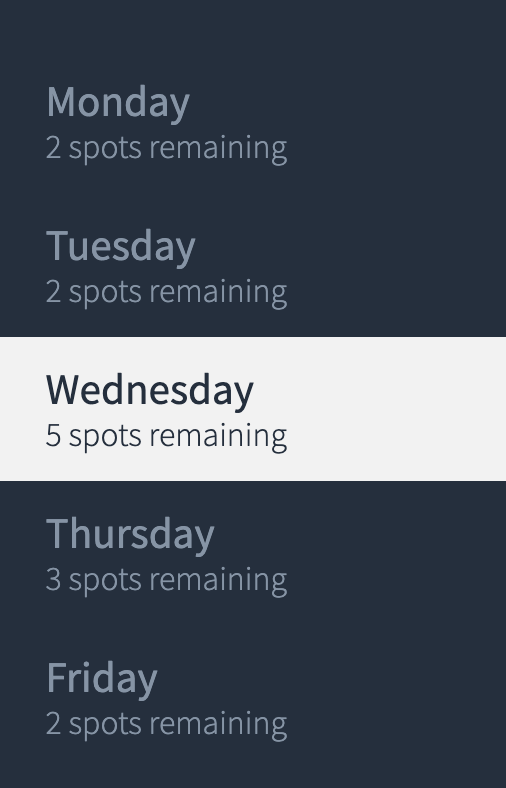 Monday
2 spots remaining
Tuesday
2 spots remaining
Wednesday
5 spots remaining
Thursday
3 spots remaining
Friday
2 spots remaining